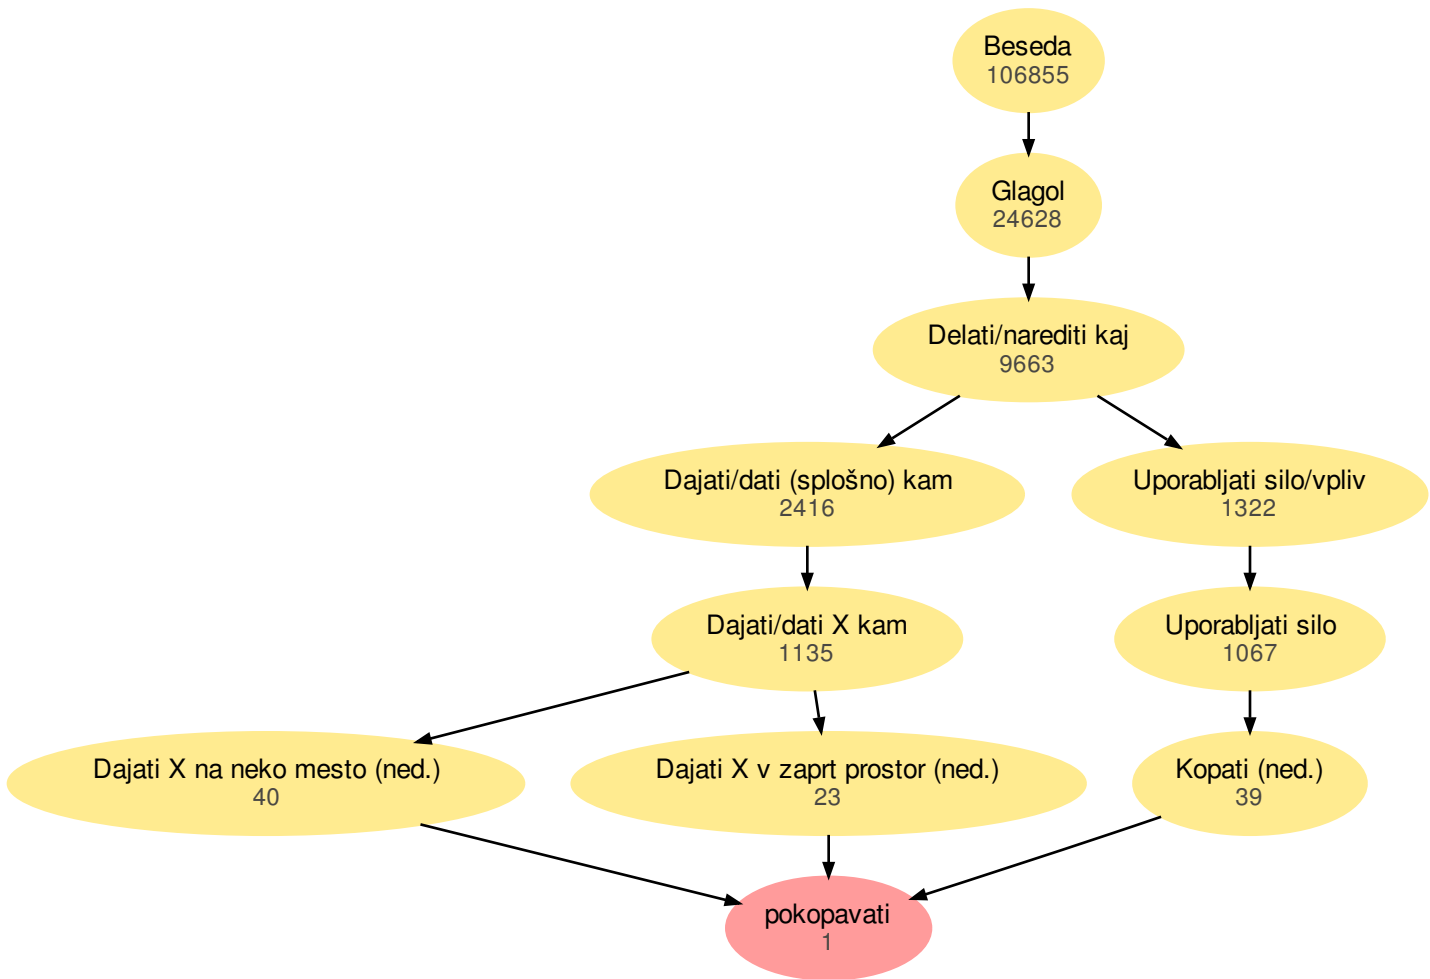 Beseda
106855
Glagol
24628
Delati/narediti kaj
9663
Dajati/dati (splošno) kam
2416
Uporabljati silo/vpliv
1322
Dajati/dati X kam
1135
Uporabljati silo
1067
Dajati X na neko mesto (ned.)
40
Dajati X v zaprt prostor (ned.)
23
Kopati (ned.)
39
pokopavati
1